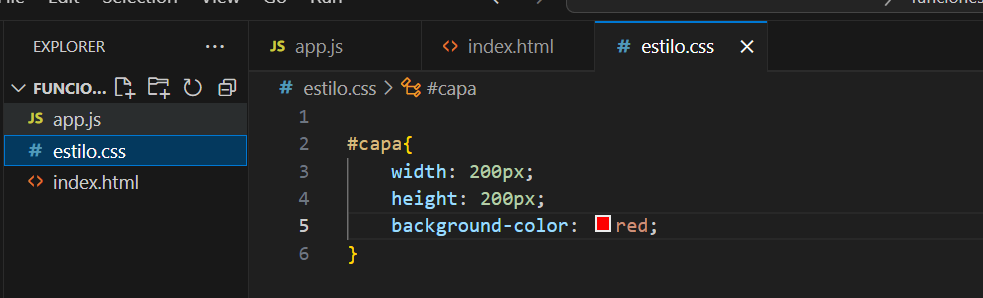 File Edit Selection View Go Run
funciones
EXPLORER ...
FUNCIO...
JS app.js
# estilo.css
<> index.html
JS app.js
<> index.html
# estilo.css
# estilo.css > #capa
1
2 #capa{
3 width: 200px;
4 height: 200px;
5 background-color: red;
6 }